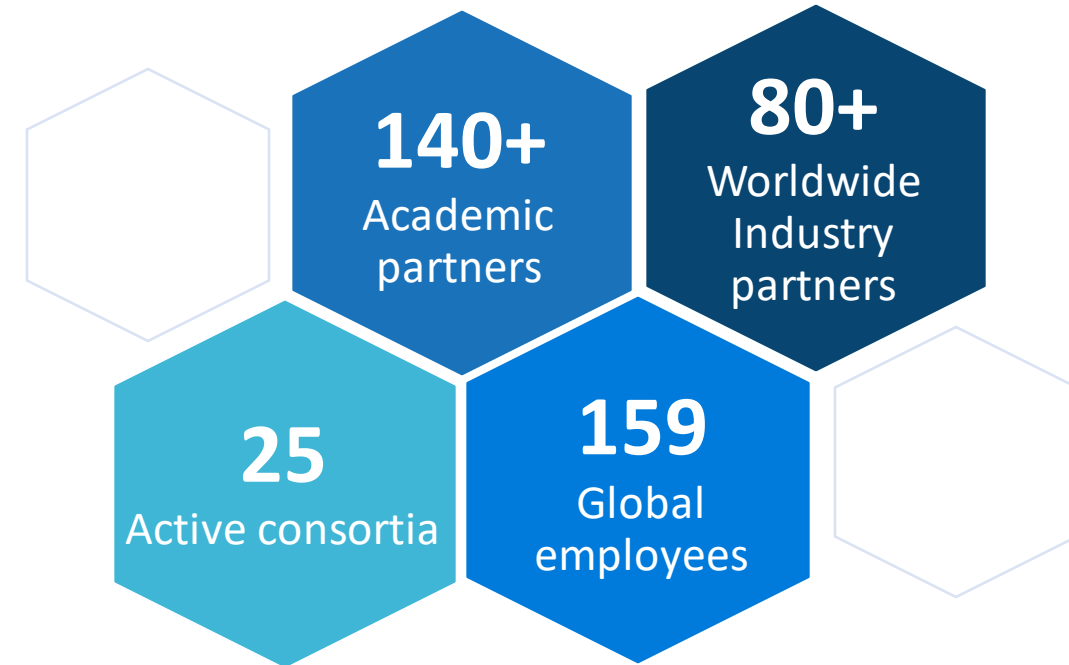 140+
Academic
partners
80+
Worldwide
Industry
partners
25
Active consortia
159
Global
employees